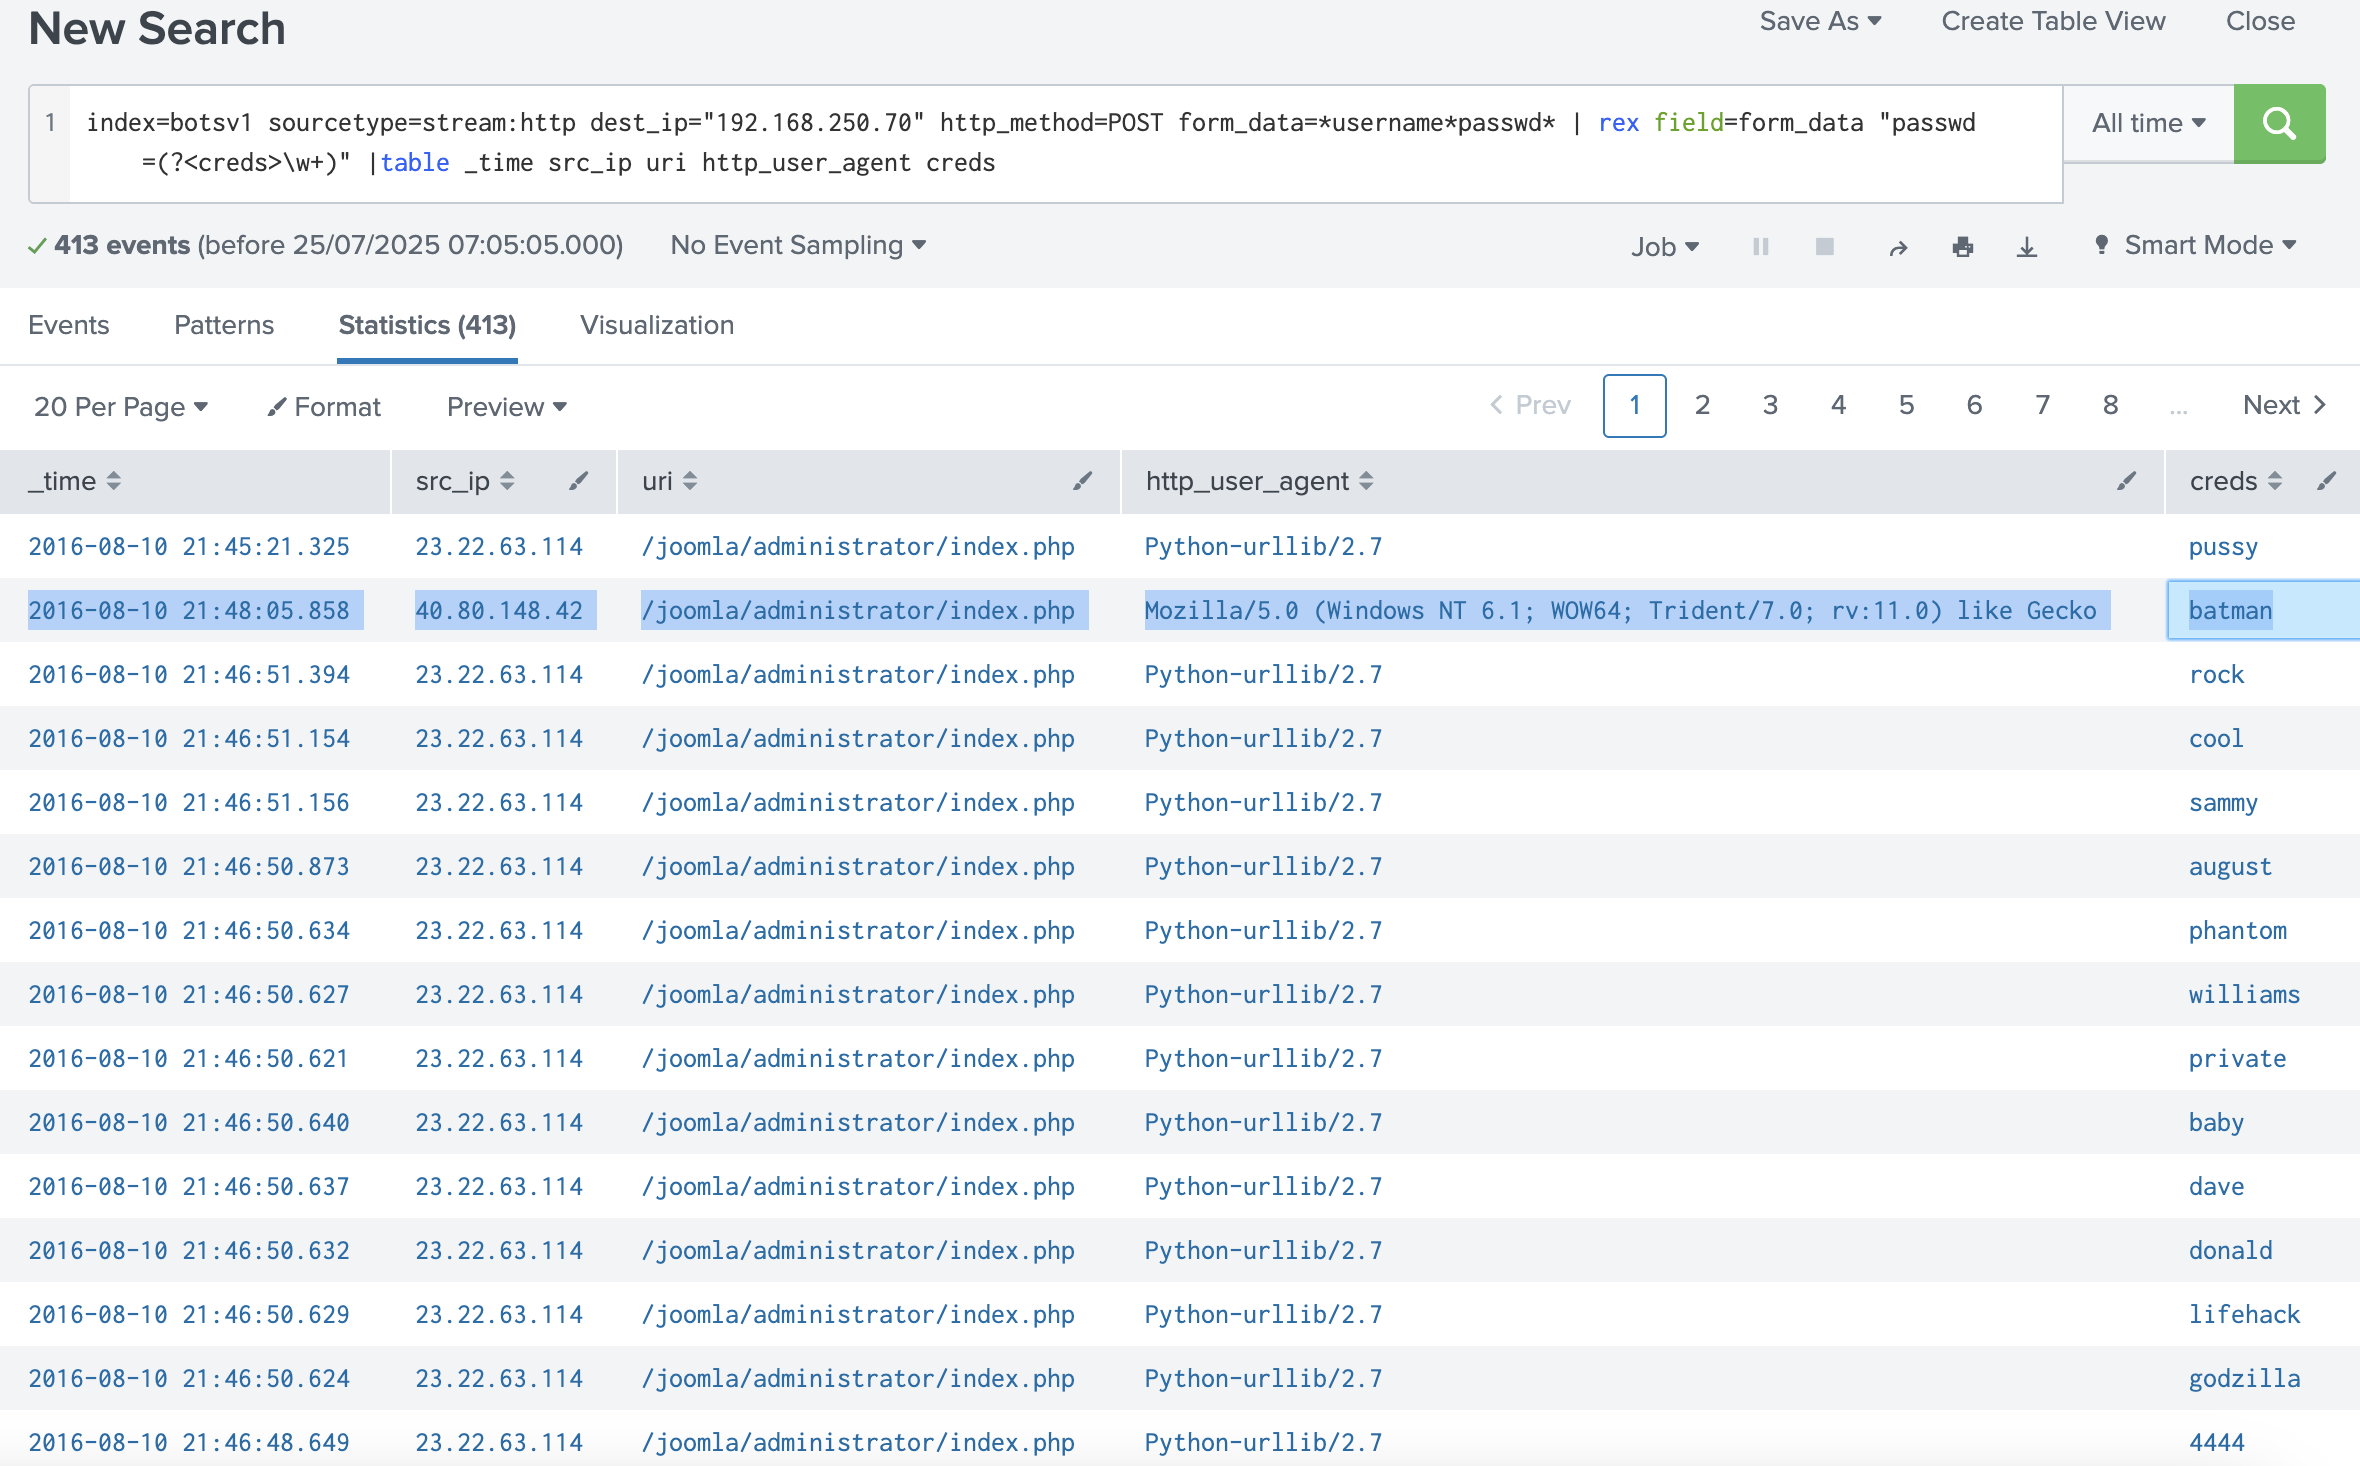 New Search
Save As Create Table View Close
1 index=botsv1 sourcetype=stream:http dest_ip="192.168.250.70" http_method=POST form_data=*username*passwd* | rex field=form_data "passwd
=(?<creds>\w+)" |table _time src_ip uri http_user_agent creds
All time
413 events (before 25/07/2025 07:05:05.000) No Event Sampling Job Smart Mode
Events Patterns Statistics (413) Visualization
20 Per Page Format Preview Prev 1 2 3 4 5 6 7 8 ... Next
_time src_ip uri http_user_agent creds
2016-08-10 21:45:21.325 23.22.63.114 /joomla/administrator/index.php Python-urllib/2.7 pussy
2016-08-10 21:48:05.858 40.80.148.42 /joomla/administrator/index.php Mozilla/5.0 (Windows NT 6.1; WOW64; Trident/7.0; rv:11.0) like Gecko batman
2016-08-10 21:46:51.394 23.22.63.114 /joomla/administrator/index.php Python-urllib/2.7 rock
2016-08-10 21:46:51.154 23.22.63.114 /joomla/administrator/index.php Python-urllib/2.7 cool
2016-08-10 21:46:51.156 23.22.63.114 /joomla/administrator/index.php Python-urllib/2.7 sammy
2016-08-10 21:46:50.873 23.22.63.114 /joomla/administrator/index.php Python-urllib/2.7 august
2016-08-10 21:46:50.634 23.22.63.114 /joomla/administrator/index.php Python-urllib/2.7 phantom
2016-08-10 21:46:50.627 23.22.63.114 /joomla/administrator/index.php Python-urllib/2.7 williams
2016-08-10 21:46:50.621 23.22.63.114 /joomla/administrator/index.php Python-urllib/2.7 private
2016-08-10 21:46:50.640 23.22.63.114 /joomla/administrator/index.php Python-urllib/2.7 baby
2016-08-10 21:46:50.637 23.22.63.114 /joomla/administrator/index.php Python-urllib/2.7 dave
2016-08-10 21:46:50.632 23.22.63.114 /joomla/administrator/index.php Python-urllib/2.7 donald
2016-08-10 21:46:50.629 23.22.63.114 /joomla/administrator/index.php Python-urllib/2.7 lifehack
2016-08-10 21:46:50.624 23.22.63.114 /joomla/administrator/index.php Python-urllib/2.7 godzilla
2016-08-10 21:46:48.649 23.22.63.114 /joomla/administrator/index.php Python-urllib/2.7 4444